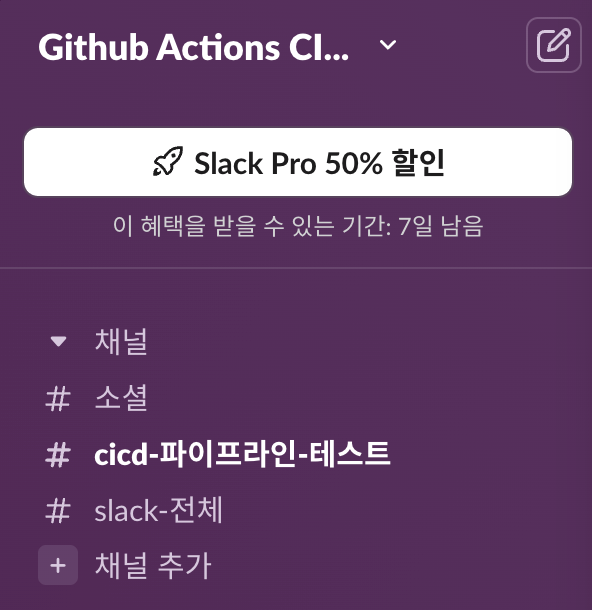 Github Actions CI...
Slack Pro 50% 할인
이 혜택을 받을 수 있는 기간: 7일 남음
채널
# 소셜
# cicd-파이프라인-테스트
# slack-전체
+ 채널 추가